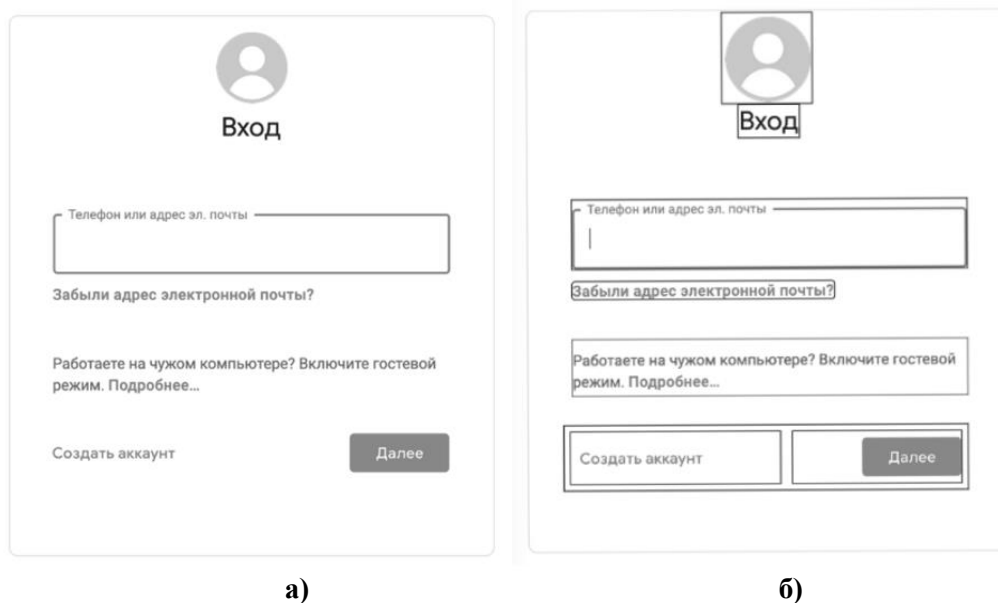 Вход
Телефон или адрес эл. почты
Забыли адрес электронной почты?
Работаете на чужом компьютере? Включите гостевой
режим. Подробнее...
Создать аккаунт
Далее
а)
Вход
Телефон или адрес эл. почты
Забыли адрес электронной почты?
Работаете на чужом компьютере? Включите гостевой
режим. Подробнее...
Создать аккаунт
Далее
б)